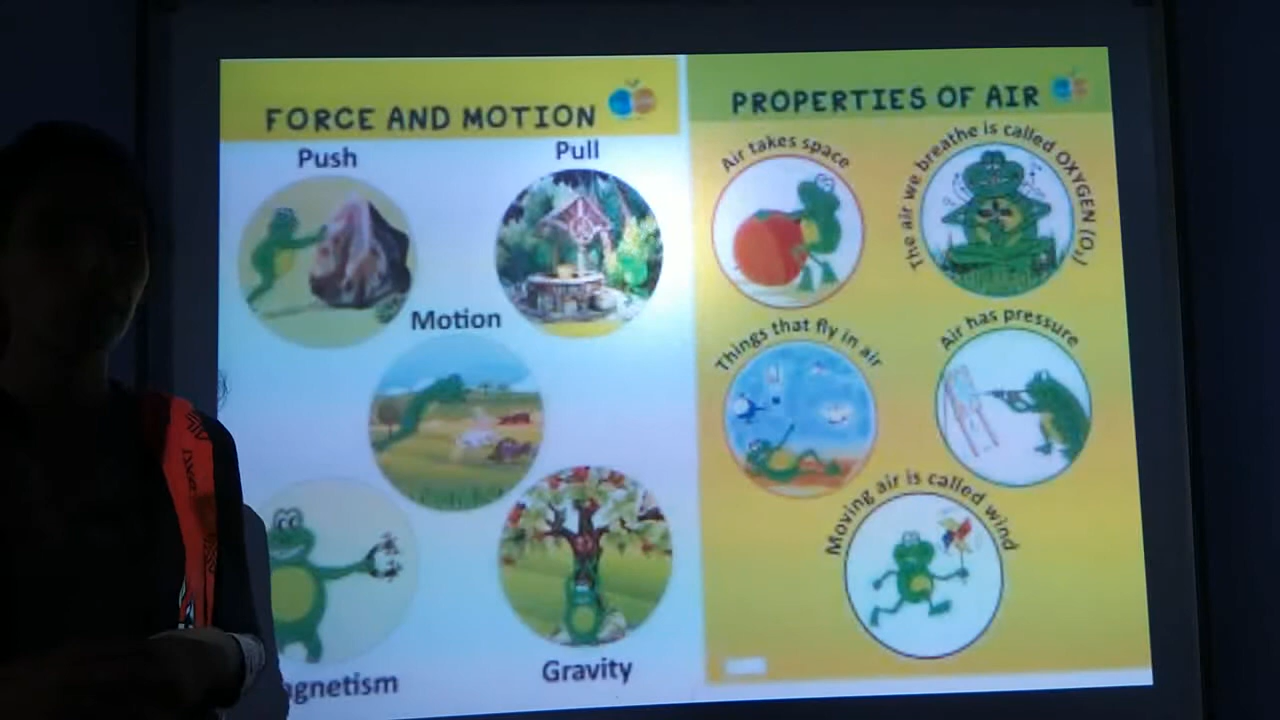 FORCE AND MOTION
Push
Pull
Motion
agnetism
Gravity
PROPERTIES OF AIR
Air takes space
The air we breathe is called OXYGEN (O₂)
Things that fly in air
Air has pressure
Moving air is called wind